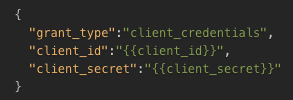 {
"grant_type":"client_credentials",
"client_id":"{{client_id}}",
"client_secret":"{{client_secret}}"
}